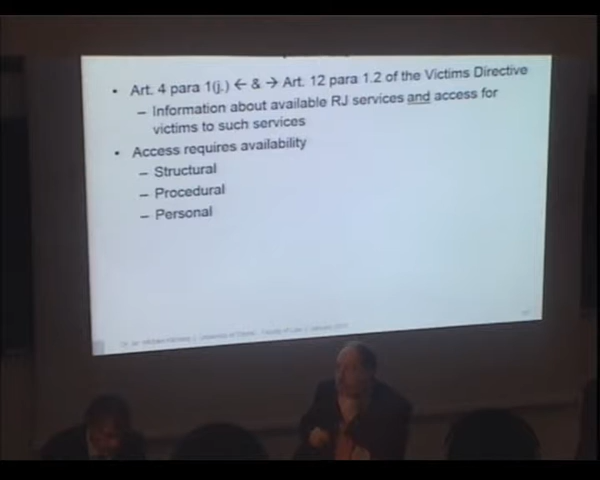 • Art. 4 para 1(j.) ← & → Art. 12 para 1.2 of the Victims Directive
– Information about available RJ services and access for
victims to such services
• Access requires availability
– Structural
– Procedural
– Personal